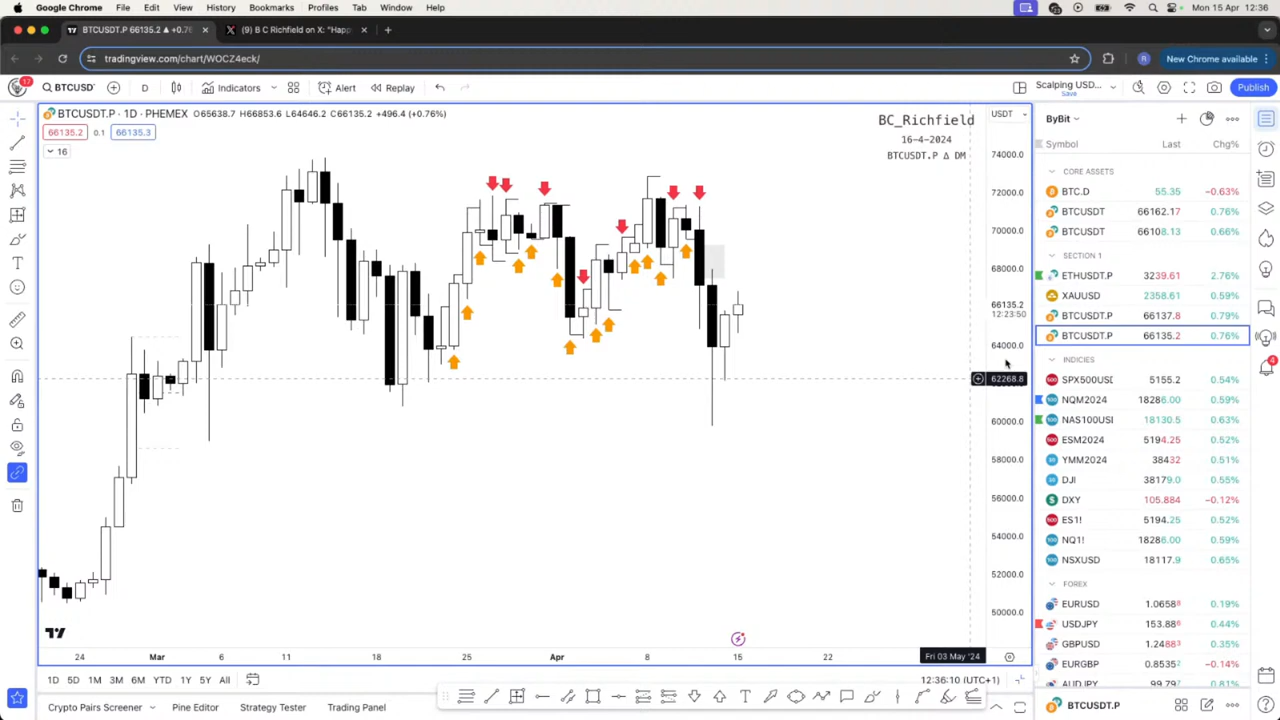 Google Chrome File Edit View History Bookmarks Profiles Tab Window Help Mon 15 Apr 12:36
BTCUSDT.P 66135.2 ▲ +0.76 (9) B C Richfield on X: "Happ
tradingview.com/chart/WOCZ4eck/ New Chrome available
17 BTCUSD D Indicators Alert Replay Scalping USD... Save Publish
BTCUSDT.P · 1D · PHEMEX O65638.7 H66853.6 L64646.2 C66135.2 +496.4 (+0.76%)
66135.2 0.1 66135.3
16
BC_Richfield
16-4-2024
BTCUSDT.P Δ DM
USDT
74000.0
72000.0
70000.0
68000.0
66135.2
12:23:50
64000.0
62268.8
60000.0
58000.0
56000.0
54000.0
52000.0
50000.0
24 Mar 6 11 18 25 Apr 8 15 22 Fri 03 May '24
1D 5D 1M 3M 6M YTD 1Y 5Y All 12:36:10 (UTC+1)
Crypto Pairs Screener Pine Editor Strategy Tester Trading Panel
ByBit
Symbol Last Chg%
CORE ASSETS
BTC.D 55.35 −0.63%
BTCUSDT 66162.17 0.76%
BTCUSDT 66108.13 0.66%
SECTION 1
ETHUSDT.P 3239.61 2.76%
XAUUSD 2358.61 0.59%
BTCUSDT.P 66137.8 0.79%
BTCUSDT.P 66135.2 0.76%
INDICIES
SPX500USD 5155.2 0.54%
NQM2024 18286.00 0.59%
NAS100USD 18130.5 0.63%
ESM2024 5194.25 0.52%
YMM2024 38432 0.51%
DJI 38179.0 0.55%
DXY 105.884 −0.12%
ES1! 5194.25 0.52%
NQ1! 18286.00 0.59%
NSXUSD 18117.9 0.65%
FOREX
EURUSD 1.0658 0.19%
USDJPY 153.88 0.44%
GBPUSD 1.2488 0.35%
EURGBP 0.8535 −0.14%
AUDJPY 99.79 0.81%
BTCUSDT.P
4